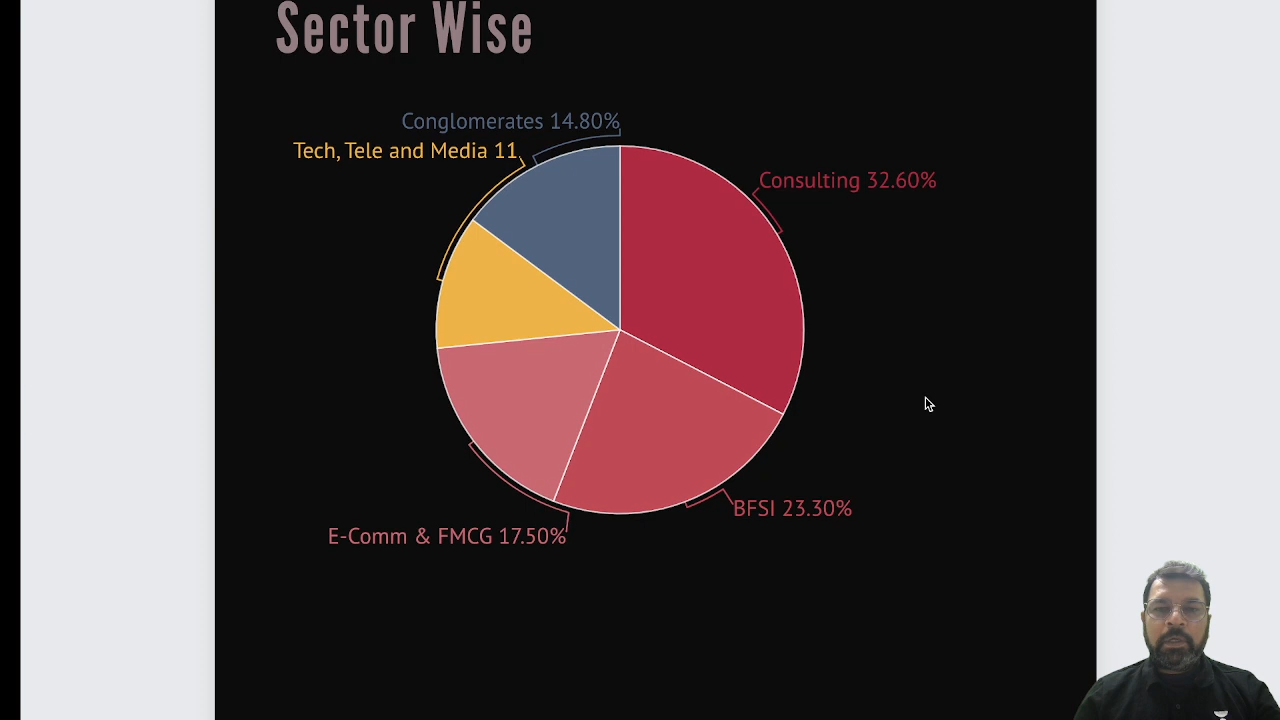 Sector Wise
Conglomerates 14.80%
Tech, Tele and Media 11.
Consulting 32.60%
BFSI 23.30%
E-Comm & FMCG 17.50%